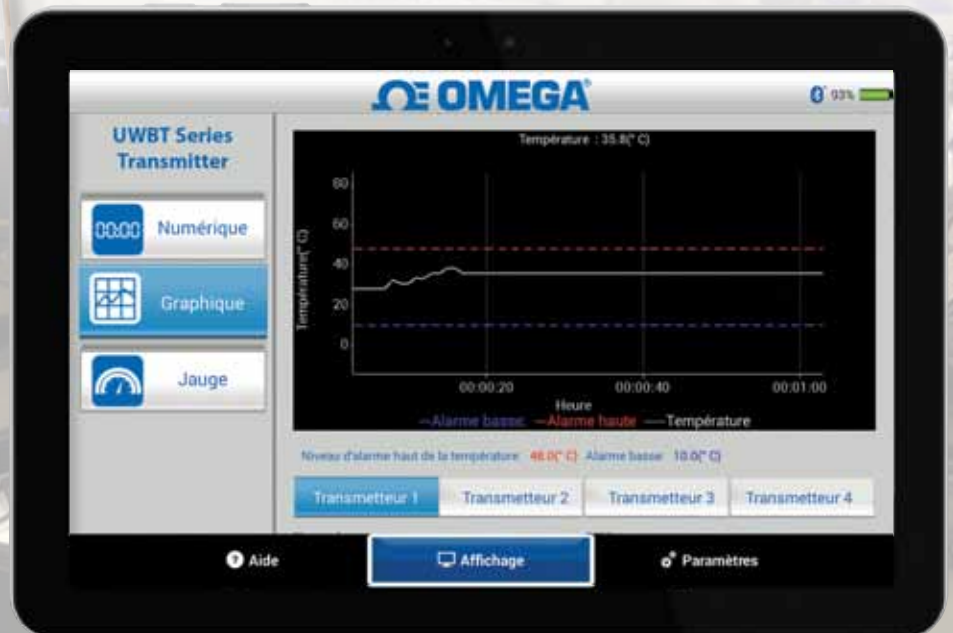 ΩE OMEGA®
93%
UWBT Series
Transmitter
00:00 Numérique
Graphique
Jauge
Température : 35.8(° C)
80
60
40
20
0
Température(° C)
00:00:20 00:00:40 00:01:00
Heure
Alarme basse Alarme haute Température
Niveau d'alarme haut de la température 48.0(° C) Alarme basse 10.0(° C)
Transmetteur 1 Transmetteur 2 Transmetteur 3 Transmetteur 4
? Aide Affichage Paramètres